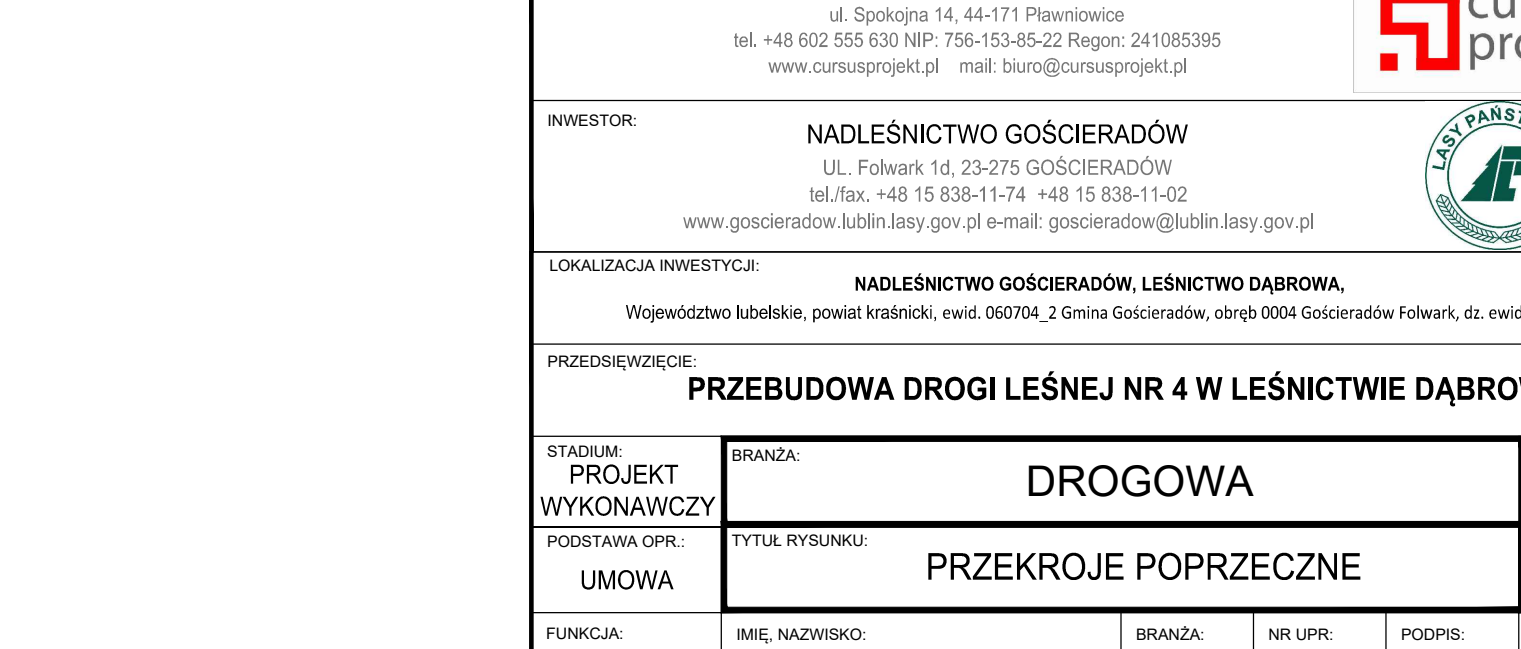 ul. Spokojna 14, 44-171 Pławniowice
tel. +48 602 555 630 NIP: 756-153-85-22 Regon: 241085395
www.cursusprojekt.pl mail: biuro@cursusprojekt.pl
INWESTOR:
NADLEŚNICTWO GOŚCIERADÓW
UL. Folwark 1d, 23-275 GOŚCIERADÓW
tel./fax. +48 15 838-11-74 +48 15 838-11-02
www.goscieradow.lublin.lasy.gov.pl e-mail: goscieradow@lublin.lasy.gov.pl
LASY
LOKALIZACJA INWESTYCJI:
NADLEŚNICTWO GOŚCIERADÓW, LEŚNICTWO DĄBROWA,
Województwo lubelskie, powiat kraśnicki, ewid. 060704_2 Gmina Gościeradów, obręb 0004 Gościeradów Folwark, dz. ewid
PRZEDSIĘWZIĘCIE:
PRZEBUDOWA DROGI LEŚNEJ NR 4 W LEŚNICTWIE
STADIUM:
PROJEKT
WYKONAWCZY
BRANŻA:
DROGOWA
PODSTAWA OPR.:
UMOWA
TYTUŁ RYSUNKU:
PRZEKROJE POPRZECZNE
FUNKCJA:
IMIĘ, NAZWISKO:
BRANŻA:
NR UPR:
PODPIS: